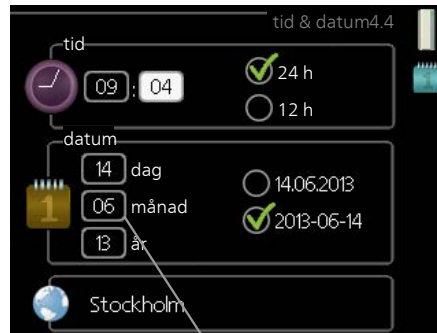 tid & datum4.4
tid
09 : 04
24 h
12 h
datum
14 dag
06 månad
13 år
14.06.2013
2013-06-14
1
Stockholm